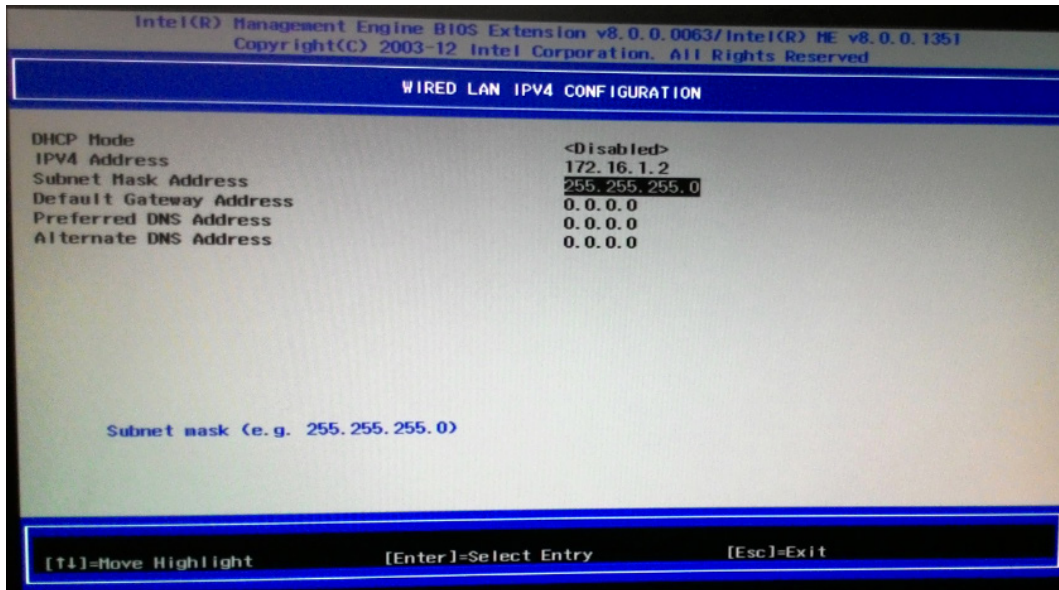 Intel(R) Management Engine BIOS Extension v8.0.0.0063/Intel(R) ME v8.0.0.1351
Copyright(C) 2003-12 Intel Corporation. All Rights Reserved
WIRED LAN IPV4 CONFIGURATION
DHCP Mode <Disabled>
IPV4 Address 172.16.1.2
Subnet Mask Address 255.255.255.0
Default Gateway Address 0.0.0.0
Preferred DNS Address 0.0.0.0
Alternate DNS Address 0.0.0.0
Subnet mask (e.g. 255.255.255.0)
[↑↓]=Move Highlight [Enter]=Select Entry [Esc]=Exit